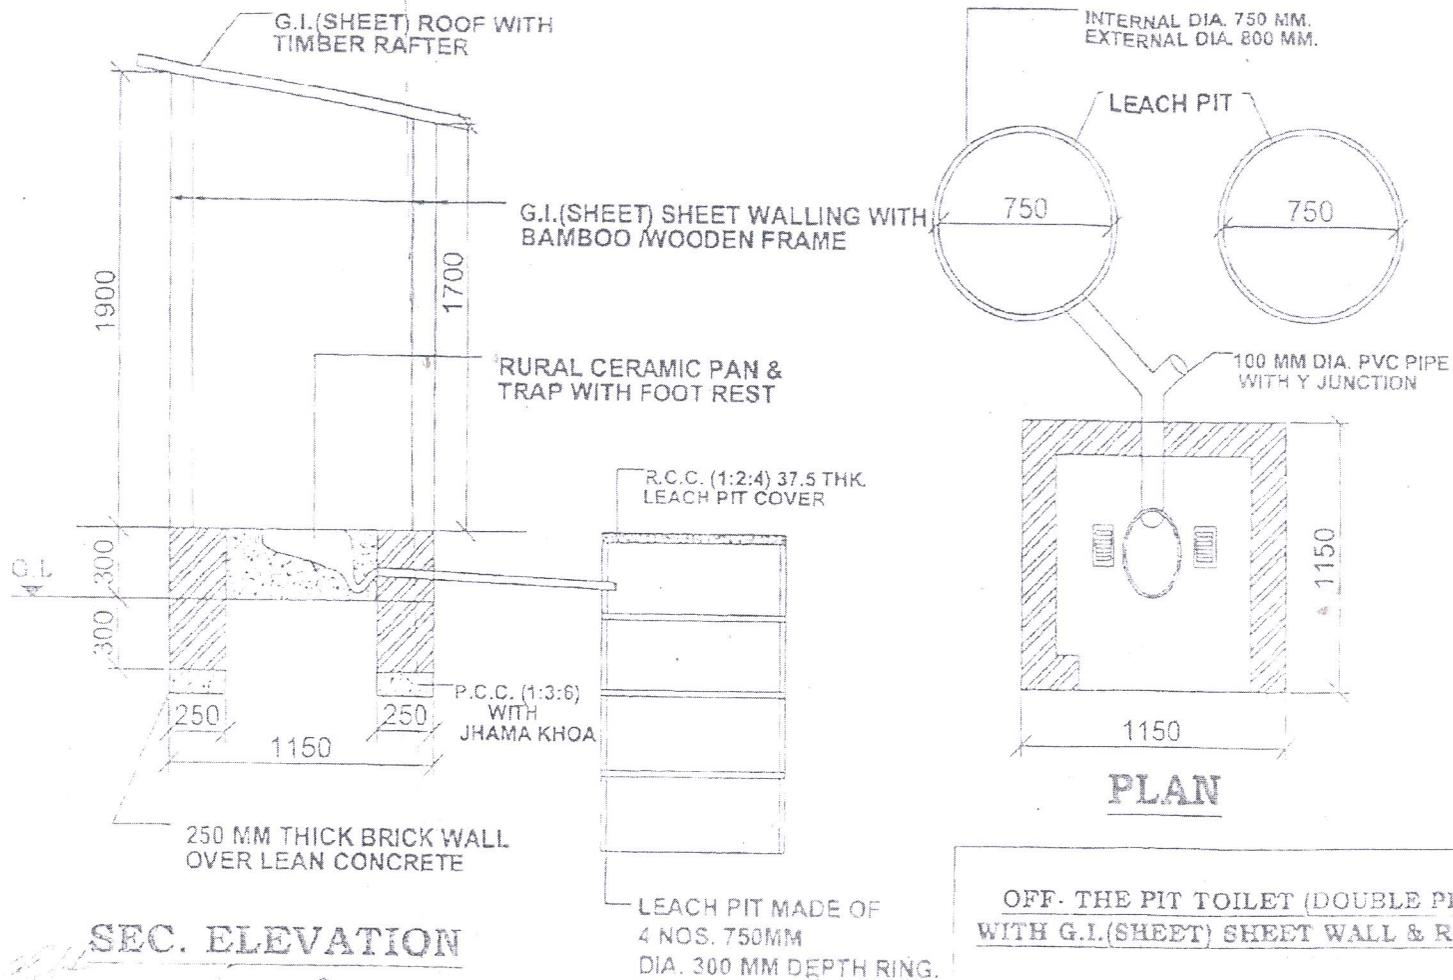 G.I.(SHEET) ROOF WITH
TIMBER RAFTER
INTERNAL DIA. 750 MM.
EXTERNAL DIA. 800 MM.
LEACH PIT
750
750
G.I.(SHEET) SHEET WALLING WITH
BAMBOO /WOODEN FRAME
1900
1700
RURAL CERAMIC PAN &
TRAP WITH FOOT REST
100 MM DIA. PVC PIPE
WITH Y JUNCTION
R.C.C. (1:2:4) 37.5 THK.
LEACH PIT COVER
G.L
300
300
1150
P.C.C. (1:3:6)
WITH
JHAMA KHOA
250
250
1150
1150
PLAN
250 MM THICK BRICK WALL
OVER LEAN CONCRETE
SEC. ELEVATION
LEACH PIT MADE OF
4 NOS. 750MM
DIA. 300 MM DEPTH RING.
OFF- THE PIT TOILET (DOUBLE PI
WITH G.I.(SHEET) SHEET WALL & R